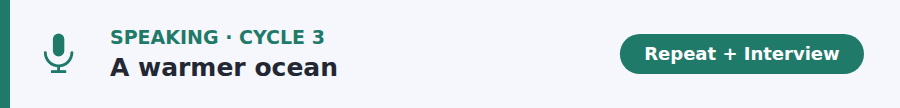 SPEAKING · CYCLE 3
A warmer ocean
Repeat + Interview